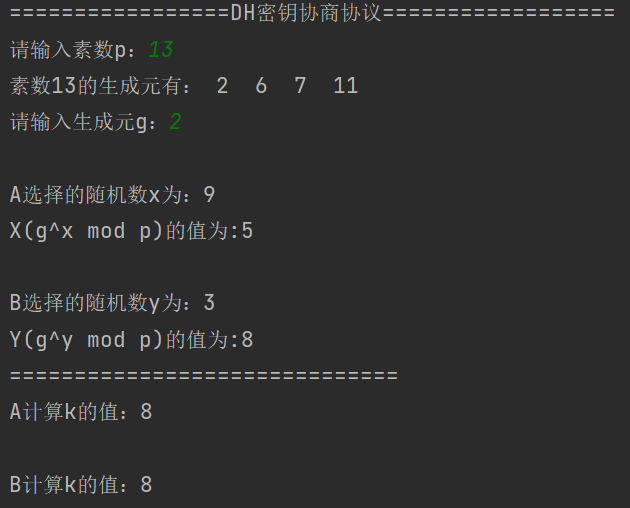 ==================DH密钥协商协议==================
请输入素数p：13
素数13的生成元有： 2  6  7  11
请输入生成元g：2
A选择的随机数x为：9
X(g^x mod p)的值为:5
B选择的随机数y为：3
Y(g^y mod p)的值为:8
==============================
A计算k的值：8
B计算k的值：8